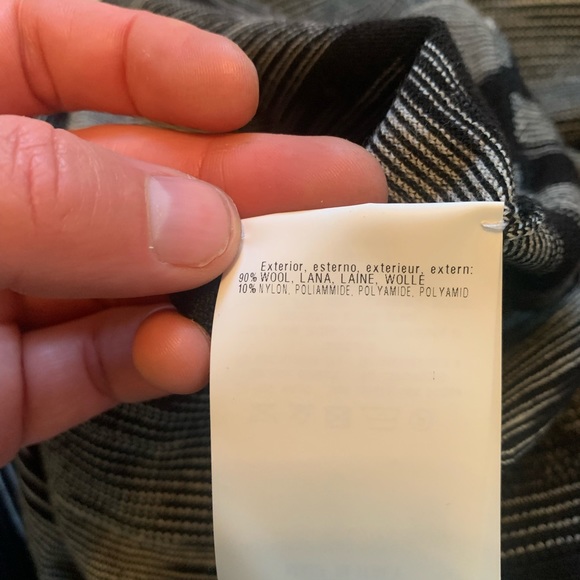 Exterior, esterno, exterieur, extern:
90% WOOL, LANA, LAINE, WOLLE
10% NYLON, POLIAMMIDE, POLYAMIDE, POLYAMID